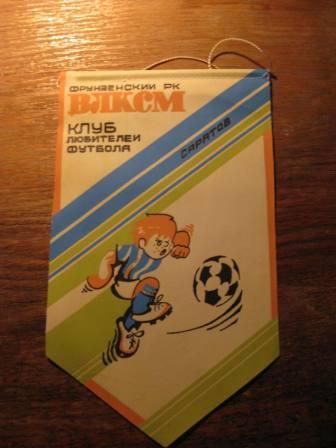 ФРУНЗЕНСКИЙ РК
ВЛКСМ
КЛУБ
ЛЮБИТЕЛЕЙ
ФУТБОЛА
САРАТОВ